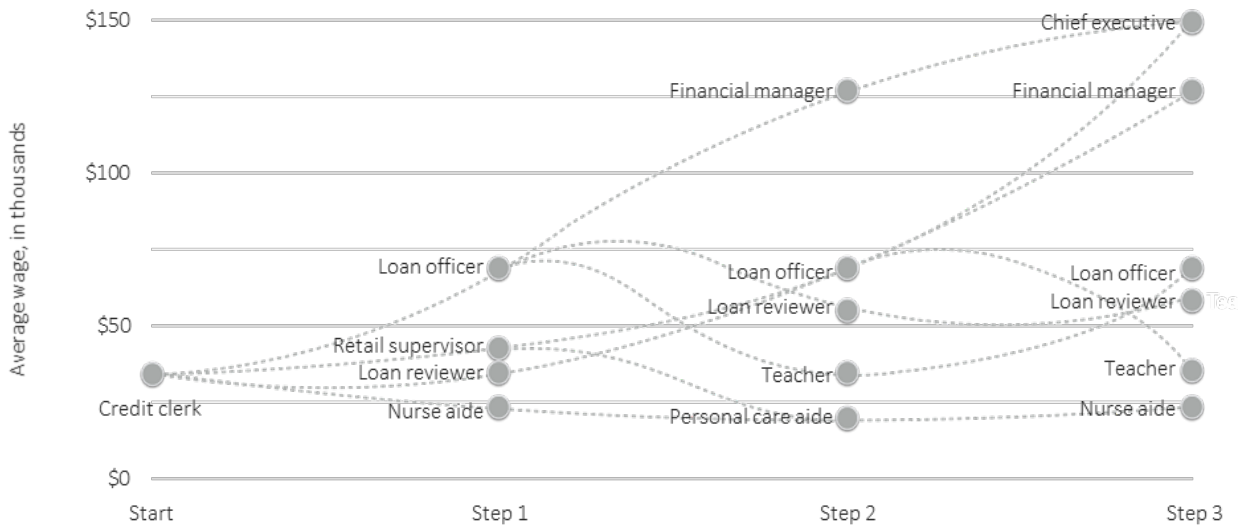 $150
Chief executive
Financial manager
Financial manager
$100
Average wage, in thousands
Loan officer
Loan officer
Loan officer
Loan reviewer
Loan reviewer
$50
Retail supervisor
Loan reviewer
Teacher
Teacher
Credit clerk
Nurse aide
Personal care aide
Nurse aide
$0
Start
Step 1
Step 2
Step 3